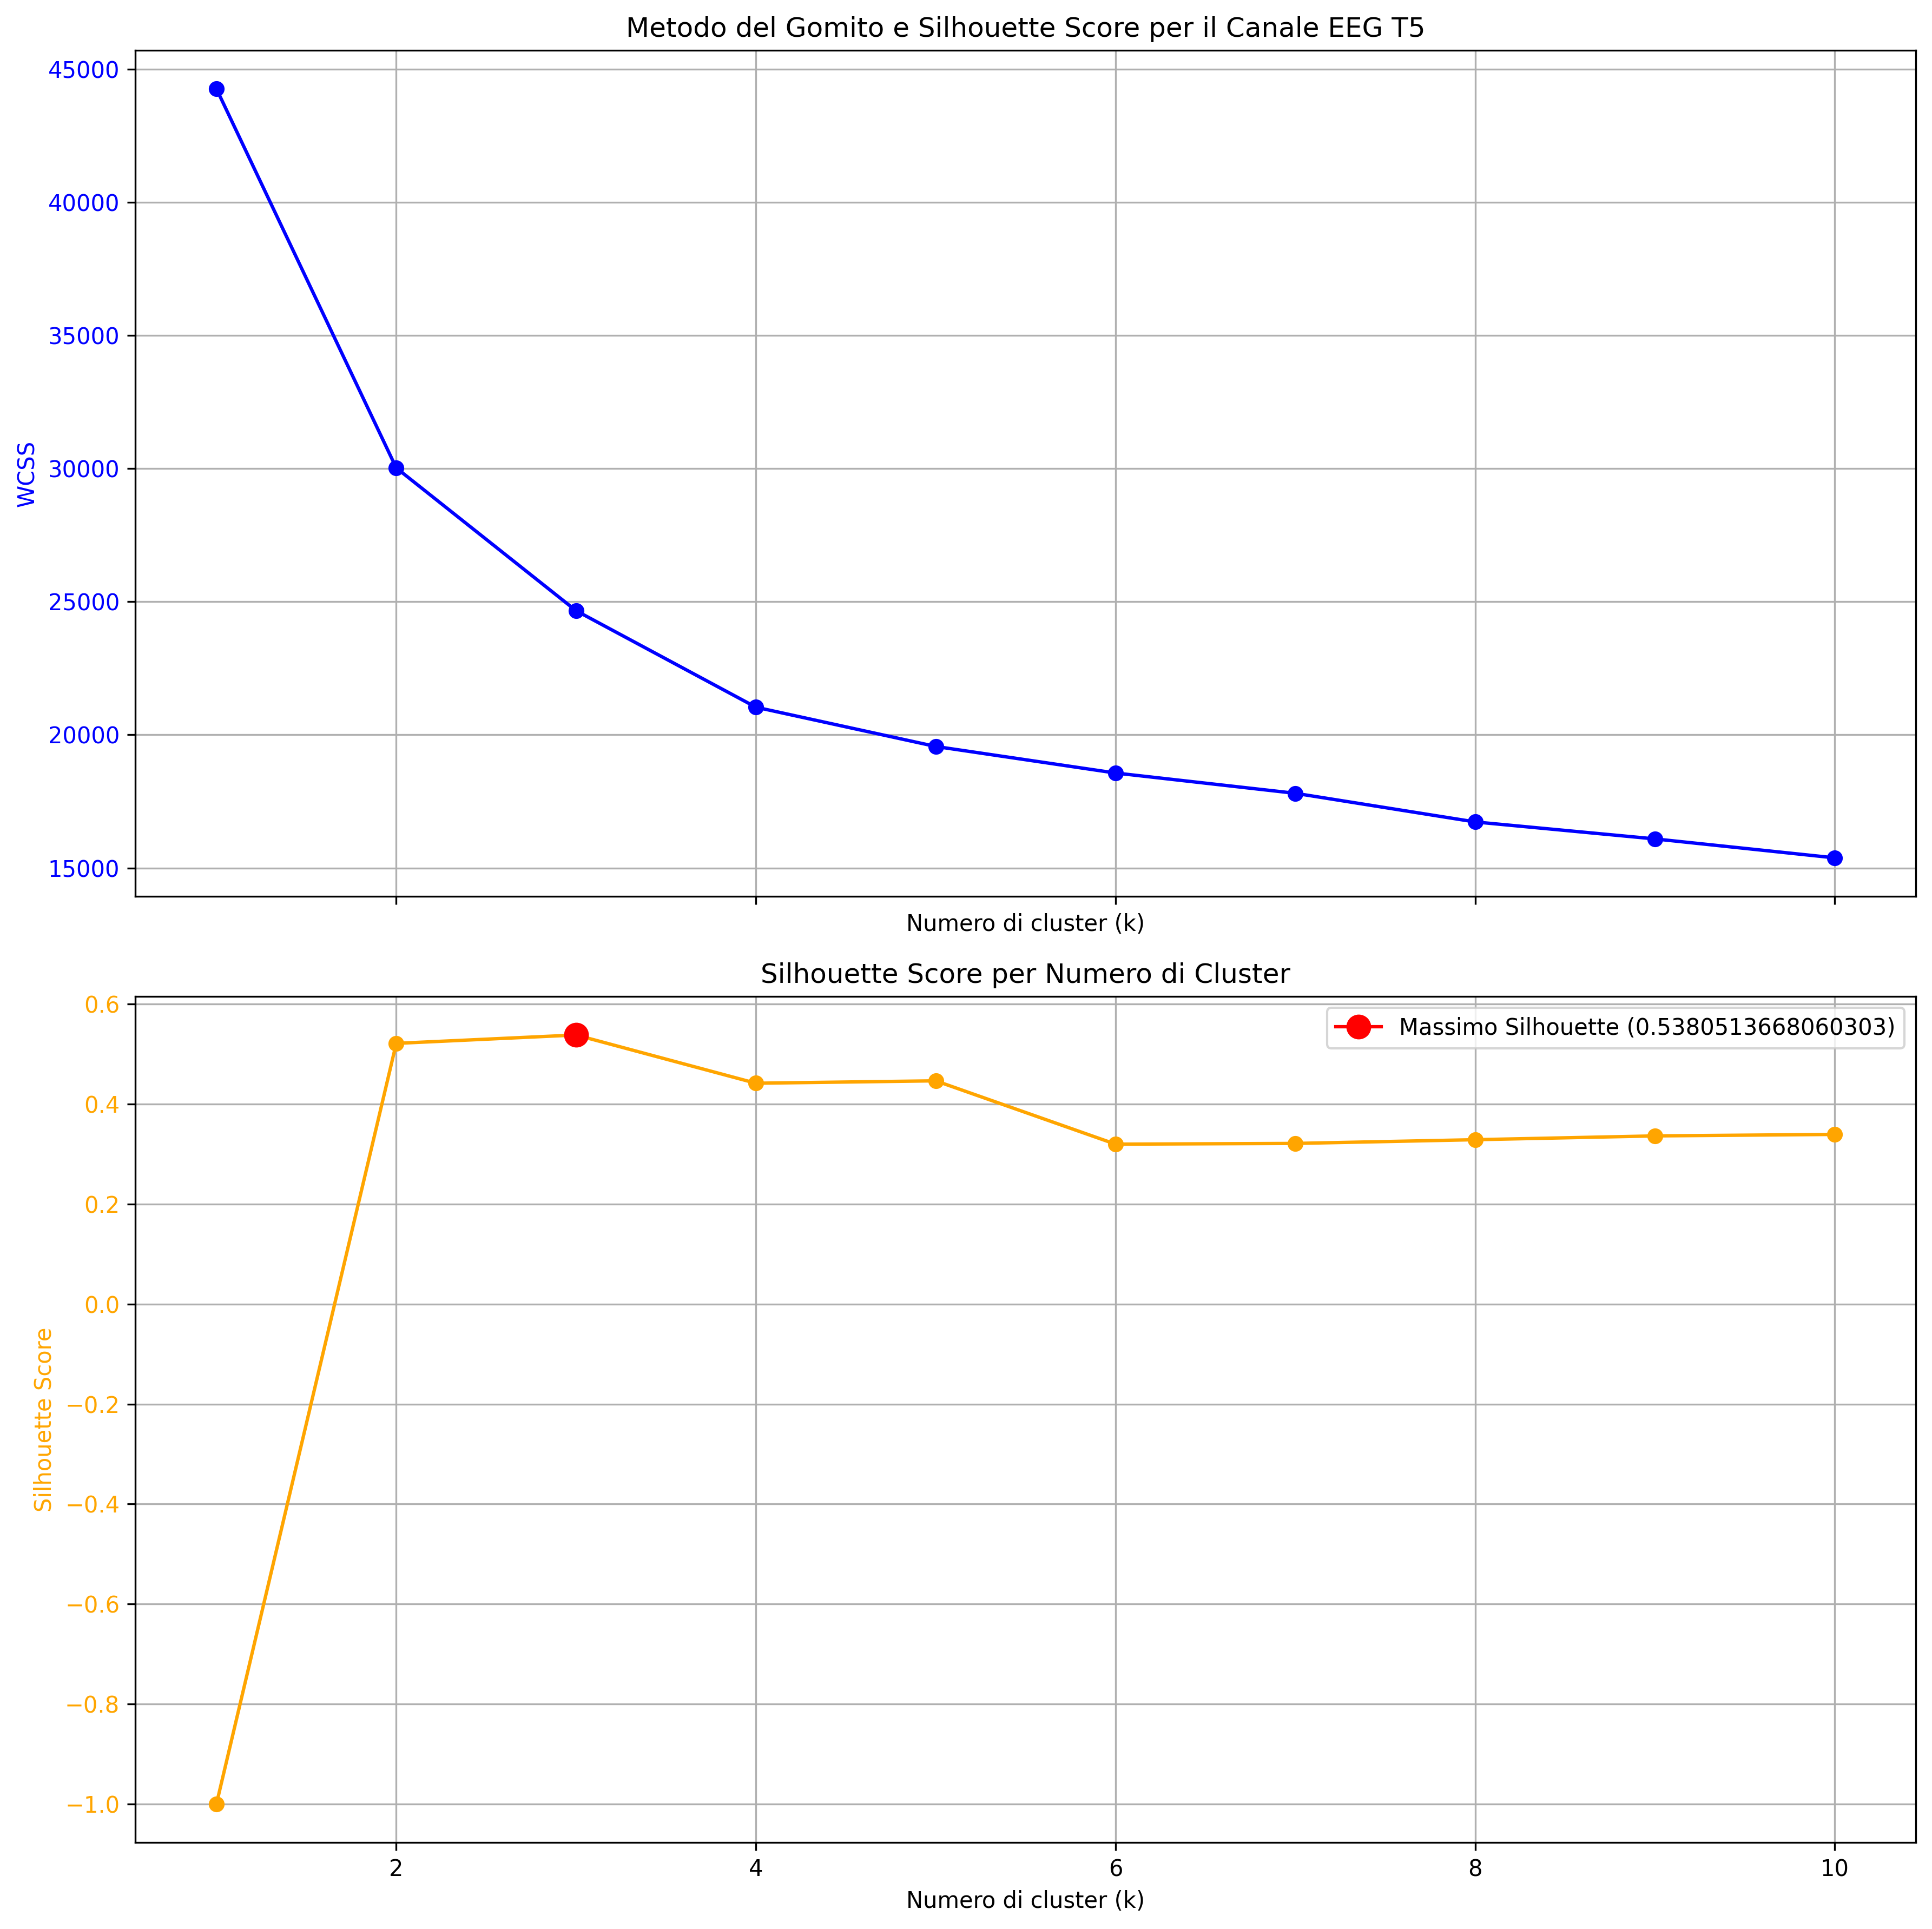 Metodo del Gomito e Silhouette Score per il Canale EEG T5
45000
40000
35000
30000
25000
20000
15000
WCSS
Numero di cluster (k)
Silhouette Score per Numero di Cluster
Massimo Silhouette (0.5380513668060303)
0.6
0.4
0.2
0.0
−0.2
−0.4
−0.6
−0.8
−1.0
Silhouette Score
2 4 6 8 10
Numero di cluster (k)